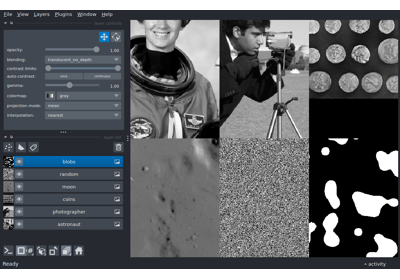 File View Layers Plugins Window Help
opacity: 1.00
blending: translucent_no_depth
contrast limits:
auto-contrast: once continuous
gamma: 1.00
colormap: gray
projection mode: mean
interpolation: nearest
blobs
random
moon
coins
photographer
astronaut
Ready
activity